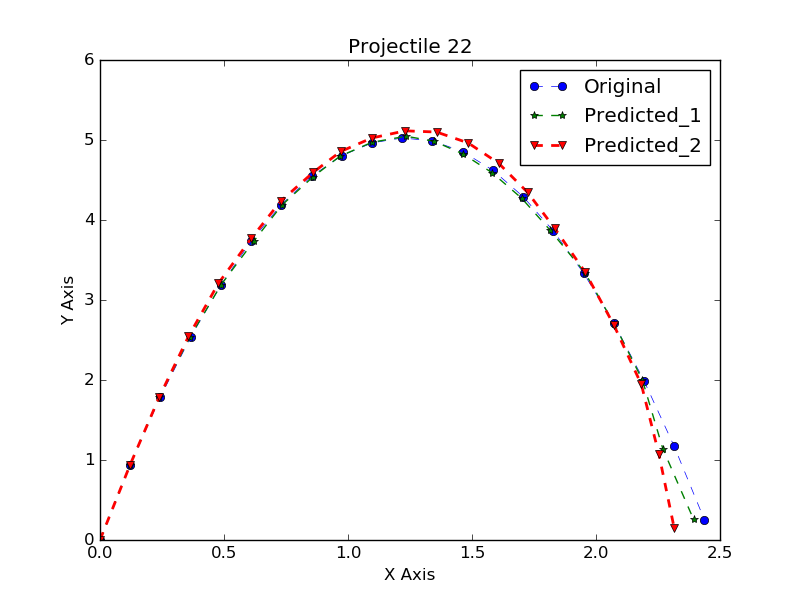 Projectile 22
Original
Predicted_1
Predicted_2
Y Axis
6
5
4
3
2
1
0
0.0 0.5 1.0 1.5 2.0 2.5
X Axis